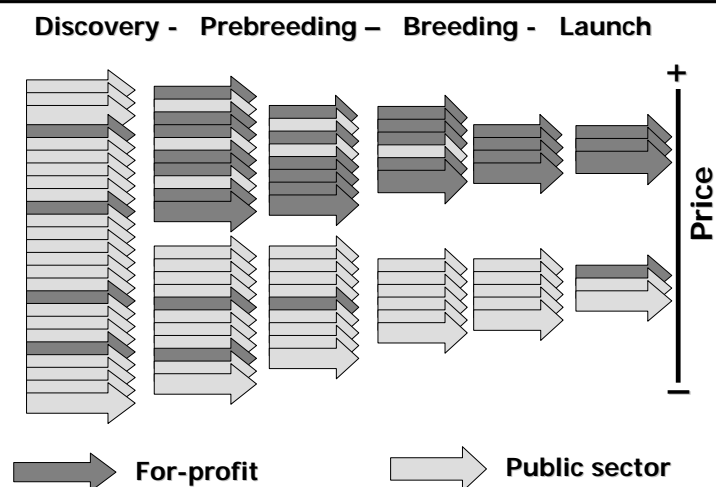 Discovery - Prebreeding – Breeding - Launch
+
Price
–
For-profit
Public sector